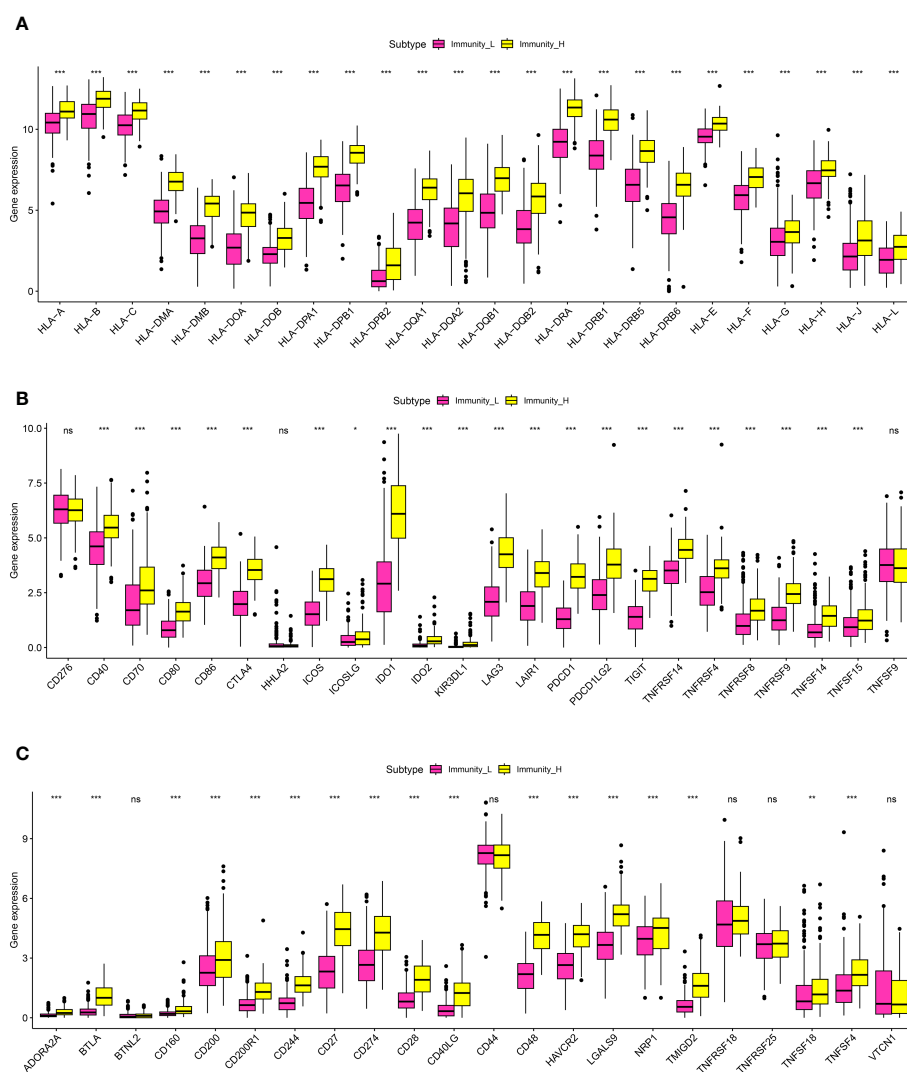 A
Subtype Immunity_L Immunity_H
*** *** *** *** *** *** *** *** *** *** *** *** *** *** *** *** *** *** *** *** *** *** *** ***
Gene expression
10
5
0
HLA-A HLA-B HLA-C HLA-DMA HLA-DMB HLA-DOA HLA-DOB HLA-DPA1 HLA-DPB1 HLA-DPB2 HLA-DQA1 HLA-DQA2 HLA-DQB1 HLA-DQB2 HLA-DRA HLA-DRB1 HLA-DRB5 HLA-DRB6 HLA-E HLA-F HLA-G HLA-H HLA-J HLA-L
B
Subtype Immunity_L Immunity_H
ns *** *** *** *** *** ns *** * *** *** *** *** *** *** *** *** *** *** *** *** *** *** ns
Gene expression
10.0
7.5
5.0
2.5
0.0
CD276 CD40 CD70 CD80 CD86 CTLA4 HHLA2 ICOS ICOSLG IDO1 IDO2 KIR3DL1 LAG3 LAIR1 PDCD1 PDCD1LG2 TIGIT TNFRSF14 TNFRSF4 TNFRSF8 TNFRSF9 TNFSF14 TNFSF15 TNFSF9
C
Subtype Immunity_L Immunity_H
*** *** ns *** *** *** *** *** *** *** *** ns *** *** *** *** *** ns ns ** *** ns
Gene expression
9
6
3
0
ADORA2A BTLA BTNL2 CD160 CD200 CD200R1 CD244 CD27 CD274 CD28 CD40LG CD44 CD48 HAVCR2 LGALS9 NRP1 TMIGD2 TNFRSF18 TNFRSF25 TNFSF18 TNFSF4 VTCN1